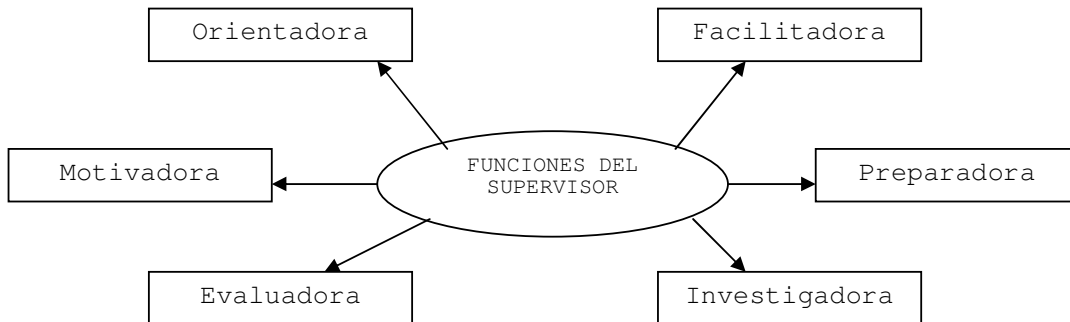 Orientadora
Facilitadora
FUNCIONES DEL
SUPERVISOR
Motivadora
Preparadora
Evaluadora
Investigadora